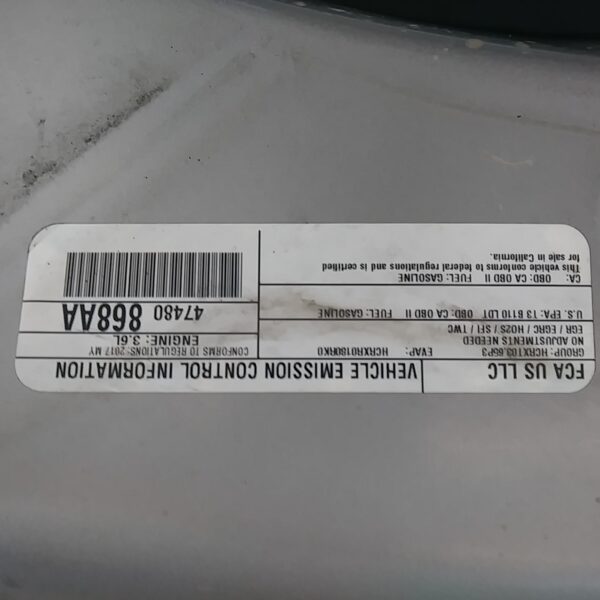 FCA US LLC
VEHICLE EMISSION CONTROL INFORMATION
GROUP: HCRXT03.65P3
EVAP: HCRXR0180RK0
NO ADJUSTMENTS NEEDED
EGR / EGRC / HO2S / SFI / TWC
U.S. EPA: T3 B110 LDT OBD: CA OBD II FUEL: GASOLINE
CA: OBD: CA OBD II FUEL: GASOLINE
This vehicle conforms to federal regulations and is certified
for sale in California.
CONFORMS TO REGULATIONS: 2017 MY
ENGINE: 3.6L
47480 868AA